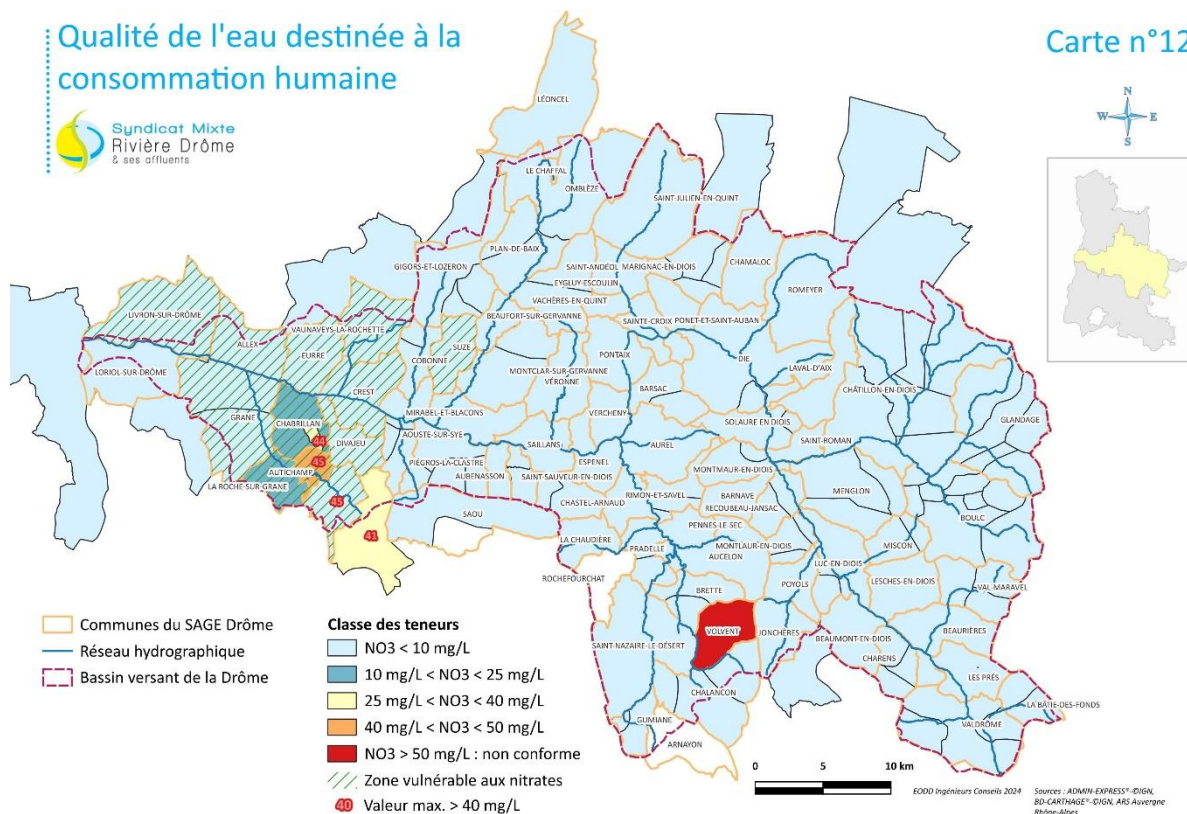 Qualité de l'eau destinée à la
consommation humaine
Carte n°12
Syndicat Mixte
Rivière Drôme
& ses affluents
N
W E
S
LÉONCEL
LE CHAFFAL
OMBLÈZE
SAINT-JULIEN-EN-QUINT
PLAN-DE-BAIX
GIGORS-ET-LOZERON
SAINT-ANDÉOL
MARIGNAC-EN-DIOIS
CHAMALOC
EYGLUY-ESCOULIN
ROMEYER
VACHÈRES-EN-QUINT
LIVRON-SUR-DRÔME
BEAUFORT-SUR-GERVANNE
SAINTE-CROIX
PONET-ET-SAINT-AUBAN
VAUNAVEYS-LA-ROCHETTE
ALLEX
EURRE
SUZE
COBONNE
PONTAIX
DIE
LAVAL-D'AIX
LORIOL-SUR-DRÔME
MONTCLAR-SUR-GERVANNE
VÉRONNE
BARSAC
CHÂTILLON-EN-DIOIS
CREST
GRANE
MIRABEL-ET-BLACONS
VERCHENY
GLANDAGE
CHABRILLAN
SOLAURE EN DIOIS
AOUSTE-SUR-SYE
44
DIVAJEU
SAILLANS
AUREL
SAINT-ROMAN
45
PIÉGROS-LA-CLASTRE
ESPENEL
AUTICHAMP
AUBENASSON
SAINT-SAUVEUR-EN-DIOIS
MONTMAUR-EN-DIOIS
LA ROCHE-SUR-GRANE
45
CHASTEL-ARNAUD
RIMON-ET-SAVEL
BARNAVE
MENGLON
RECOUBEAU-JANSAC
SAOU
BOULC
PENNES-LE-SEC
41
LA CHAUDIÈRE
PRADELLE
MONTLAUR-EN-DIOIS
MISCON
AUCELON
LUC-EN-DIOIS
ROCHEFOURCHAT
LESCHES-EN-DIOIS
POYOLS
VAL-MARAVEL
BRETTE
VOLVENT
JONCHÈRES
BEAURIÈRES
SAINT-NAZAIRE-LE-DÉSERT
BEAUMONT-EN-DIOIS
CHARENS
LES PRÉS
CHALANCON
LA BÂTIE-DES-FONDS
GUMIANE
VALDRÔME
ARNAYON
Communes du SAGE Drôme
Réseau hydrographique
Bassin versant de la Drôme
Classe des teneurs
NO3 < 10 mg/L
10 mg/L < NO3 < 25 mg/L
25 mg/L < NO3 < 40 mg/L
40 mg/L < NO3 < 50 mg/L
NO3 > 50 mg/L : non conforme
Zone vulnérable aux nitrates
40 Valeur max. > 40 mg/L
0 5 10 km
EODD Ingénieurs Conseils 2024
Sources : ADMIN-EXPRESS®-©IGN,
BD-CARTHAGE®-©IGN, ARS Auvergne
Rhône-Alpes